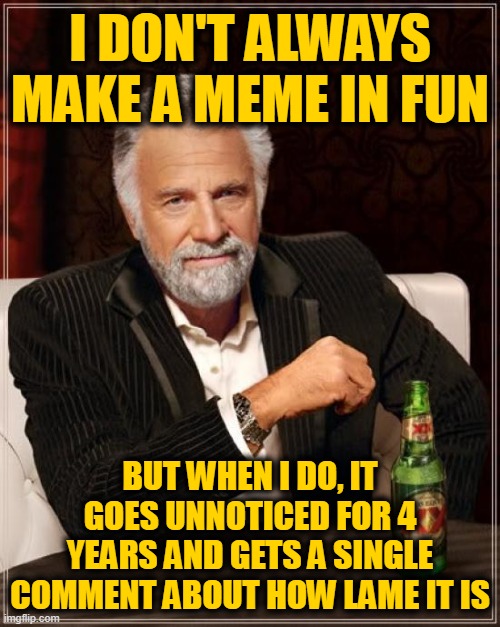 I DON'T ALWAYS
MAKE A MEME IN FUN
XX
BUT WHEN I DO, IT
GOES UNNOTICED FOR 4
YEARS AND GETS A SINGLE
COMMENT ABOUT HOW LAME IT IS
imgflip.com